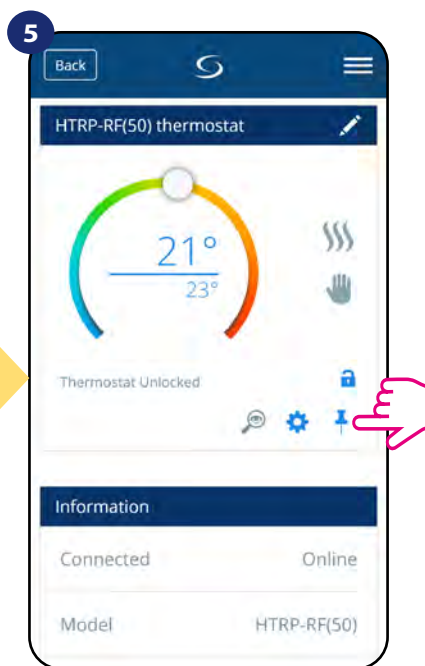 5
Back
HTRP-RF(50) thermostat
21°
23°
Thermostat Unlocked
Information
Connected Online
Model HTRP-RF(50)